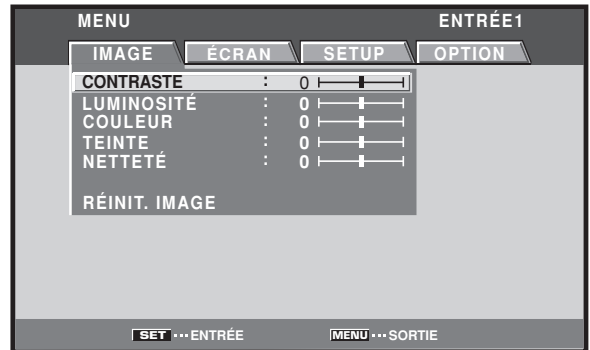 MENU ENTRÉE1
IMAGE ÉCRAN SETUP OPTION
CONTRASTE : 0
LUMINOSITÉ : 0
COULEUR : 0
TEINTE : 0
NETTETÉ : 0
RÉINIT. IMAGE
SET ··· ENTRÉE MENU ··· SORTIE